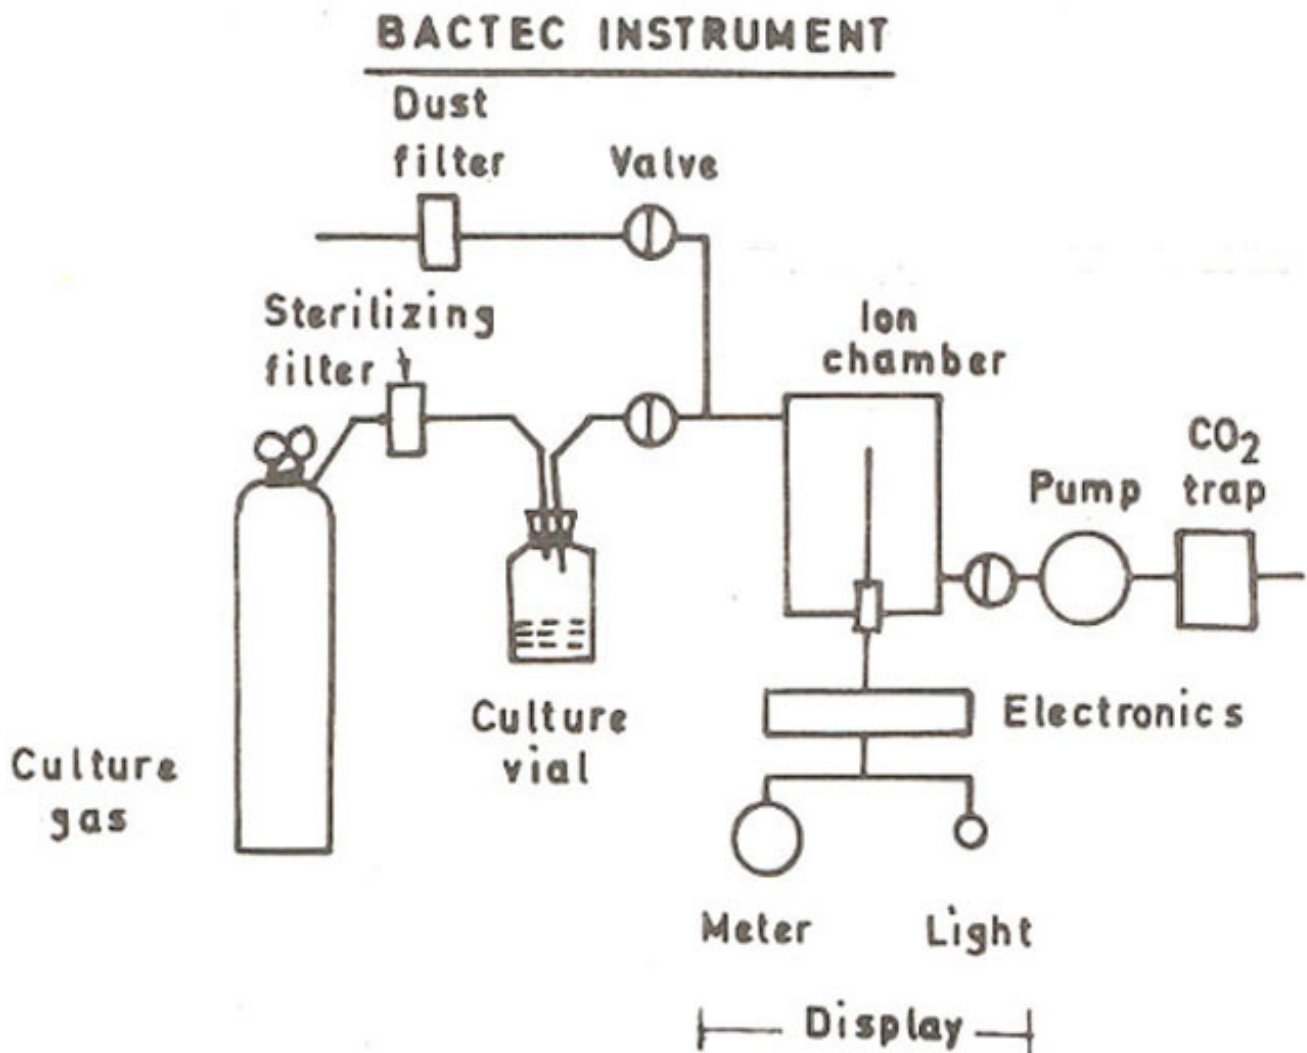 BACTEC INSTRUMENT
Dust
filter
Valve
Sterilizing
filter
Ion
chamber
CO2
trap
Pump
Culture
vial
Electronics
Culture
gas
Meter
Light
Display